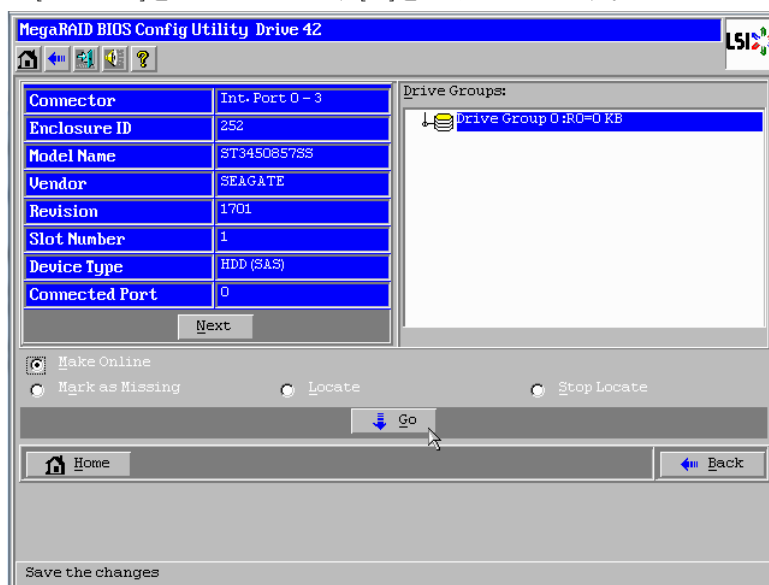 MegaRAID BIOS Config Utility Drive 42
LSI
Connector Int. Port 0 - 3
Enclosure ID 252
Model Name ST3450857SS
Vendor SEAGATE
Revision 1701
Slot Number 1
Device Type HDD (SAS)
Connected Port 0
Next
Drive Groups:
Drive Group 0 :R0=0 KB
Make Online
Mark as Missing Locate Stop Locate
Go
Home Back
Save the changes